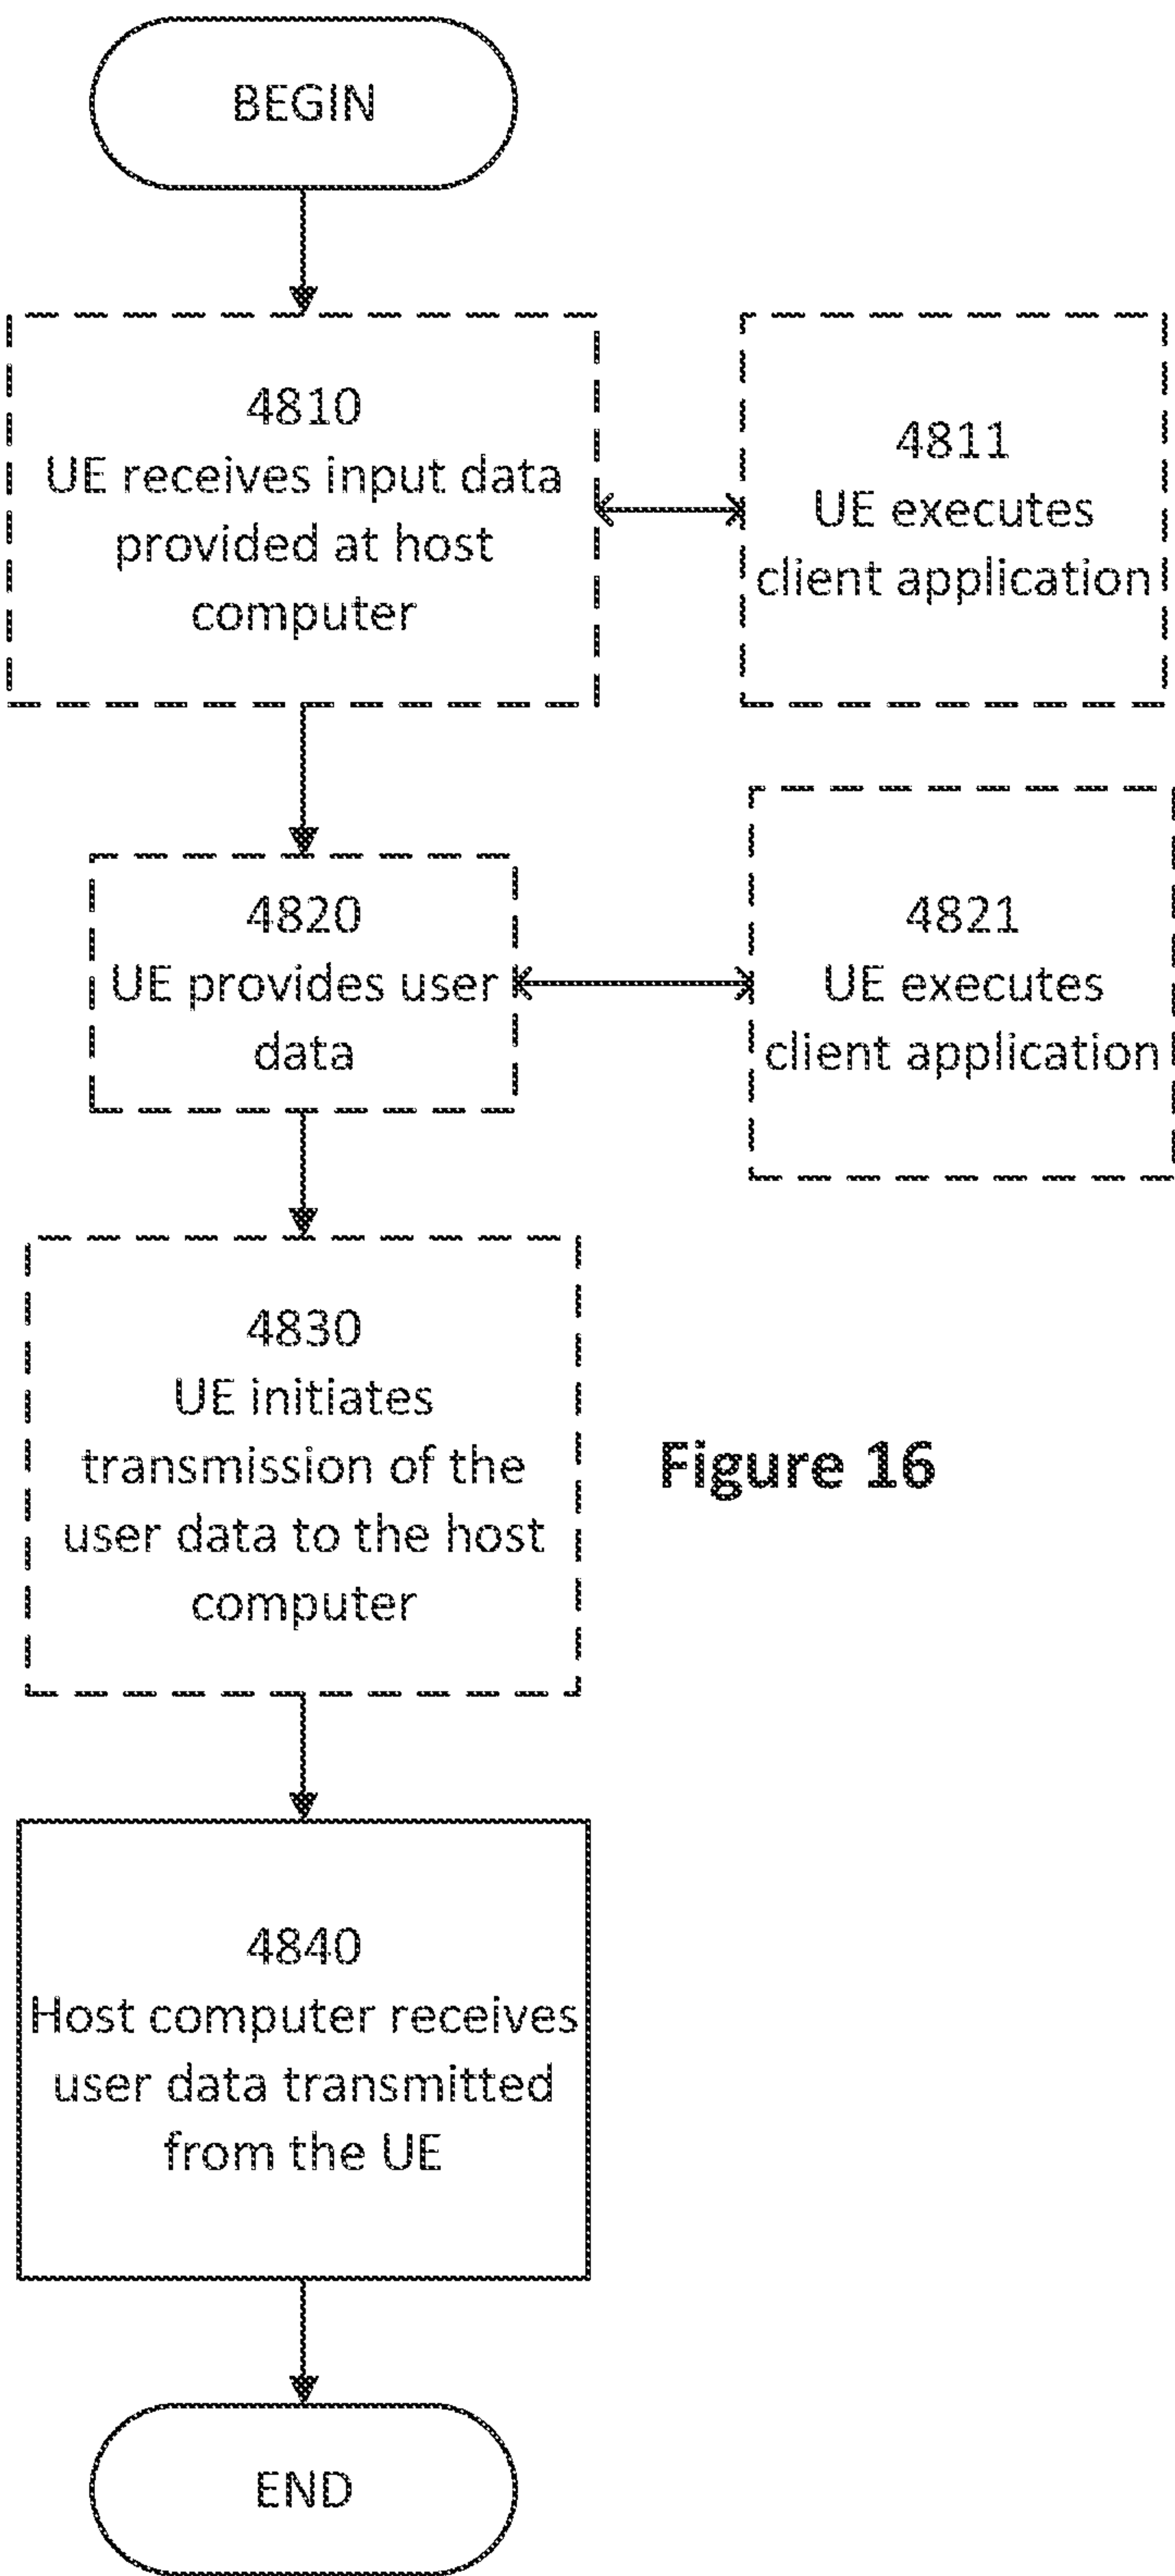 BEGIN
4810
UE receives input data
provided at host
computer
4811
UE executes
client application
4820
UE provides user
data
4821
UE executes
client application
4830
UE initiates
transmission of the
user data to the host
computer
Figure 16
4840
Host computer receives
user data transmitted
from the UE
END